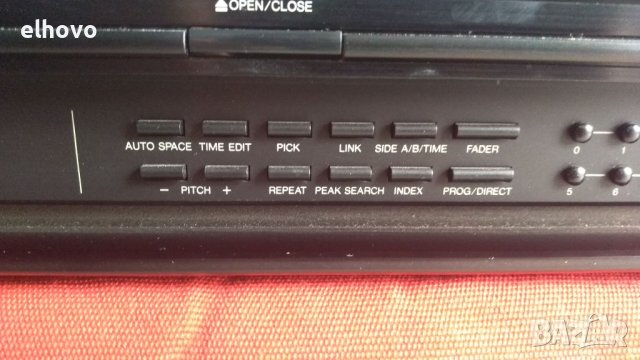 elhovo
⏏OPEN/CLOSE
AUTO SPACE TIME EDIT PICK LINK SIDE A/B/TIME FADER 0 1
− PITCH + REPEAT PEAK SEARCH INDEX PROG/DIRECT 5 6
BAZAR